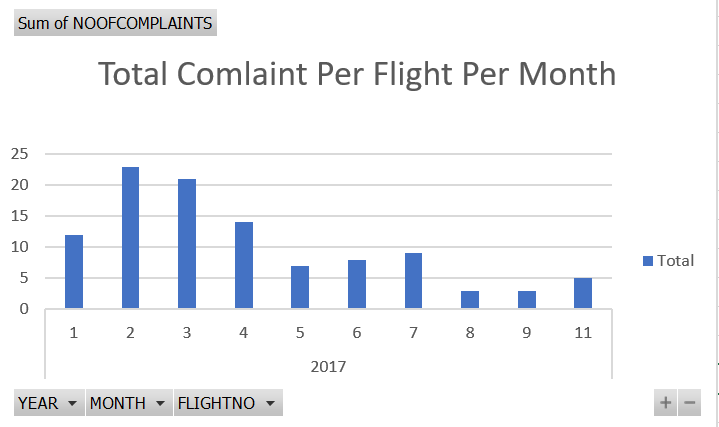 Sum of NOOFCOMPLAINTS
Total Comlaint Per Flight Per Month
25
20
15
10
5
0
1 2 3 4 5 6 7 8 9 11
2017
Total
YEAR MONTH FLIGHTNO
+ −